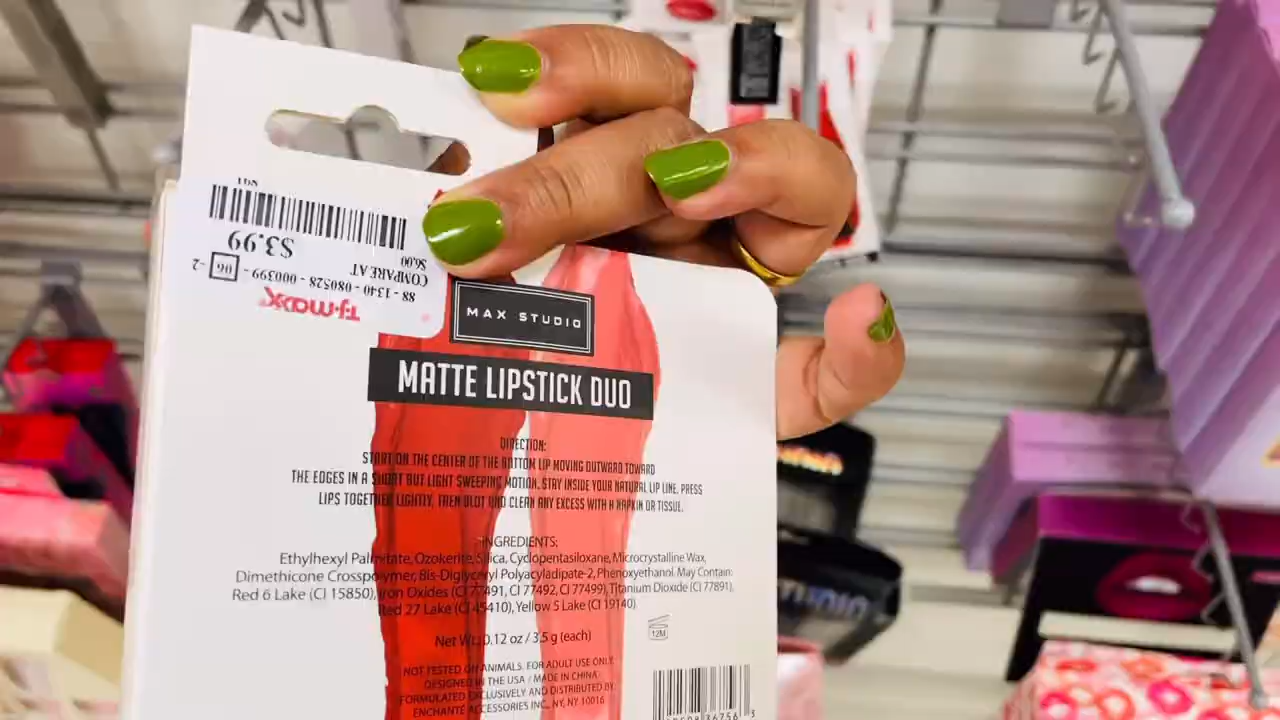 SGT
$3.99
COMPARE AT
$6.00
06 -2
88 - 1340 - 080528 - 000399 -
T·J·maxx
MAX STUDIO
MATTE LIPSTICK DUO
DIRECTION:
START ON THE CENTER OF THE BOTTOM LIP MOVING OUTWARD TOWARD
THE EDGES IN A SHORT BUT LIGHT SWEEPING MOTION. STAY INSIDE YOUR NATURAL LIP LINE. PRESS
LIPS TOGETHER LIGHTLY, THEN BLOT AND CLEAN ANY EXCESS WITH A NAPKIN OR TISSUE.
INGREDIENTS:
Ethylhexyl Palmitate, Ozokerite, Silica, Cyclopentasiloxane, Microcrystalline Wax,
Dimethicone Crosspolymer, Bis-Diglyceryl Polyacyladipate-2, Phenoxyethanol. May Contain:
Red 6 Lake (CI 15850), Iron Oxides (CI 77491, CI 77492, CI 77499), Titanium Dioxide (CI 77891),
Red 27 Lake (CI 45410), Yellow 5 Lake (CI 19140)
Net Wt. 0.12 oz / 3.5 g (each)
12M
NOT TESTED ON ANIMALS. FOR ADULT USE ONLY.
DESIGNED IN THE USA / MADE IN CHINA
FORMULATED EXCLUSIVELY AND DISTRIBUTED BY:
ENCHANTE ACCESSORIES INC., NY, NY 10016